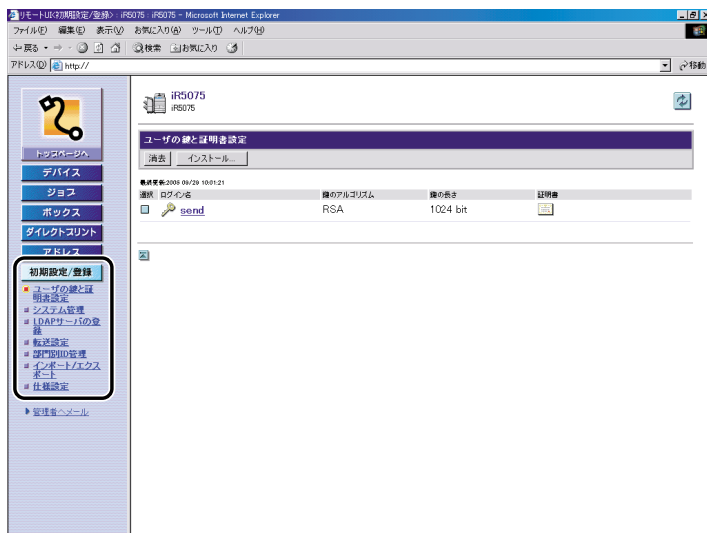 リモートUI<初期設定/登録> : iR5075 : iR5075 - Microsoft Internet Explorer
ファイル(F) 編集(E) 表示(V) お気に入り(A) ツール(T) ヘルプ(H)
戻る 検索 お気に入り
アドレス(D) http:// 移動
iR5075
iR5075
ユーザの鍵と証明書設定
消去 インストール...
最終更新:2005 09/29 10:01:21
選択 ログイン名 鍵のアルゴリズム 鍵の長さ 証明書
send RSA 1024 bit
トップページへ
デバイス
ジョブ
ボックス
ダイレクトプリント
アドレス
初期設定/登録
ユーザの鍵と証
明書設定
システム管理
LDAPサーバの登
録
転送設定
部門別ID管理
インポート/エクス
ポート
仕様設定
管理者へメール